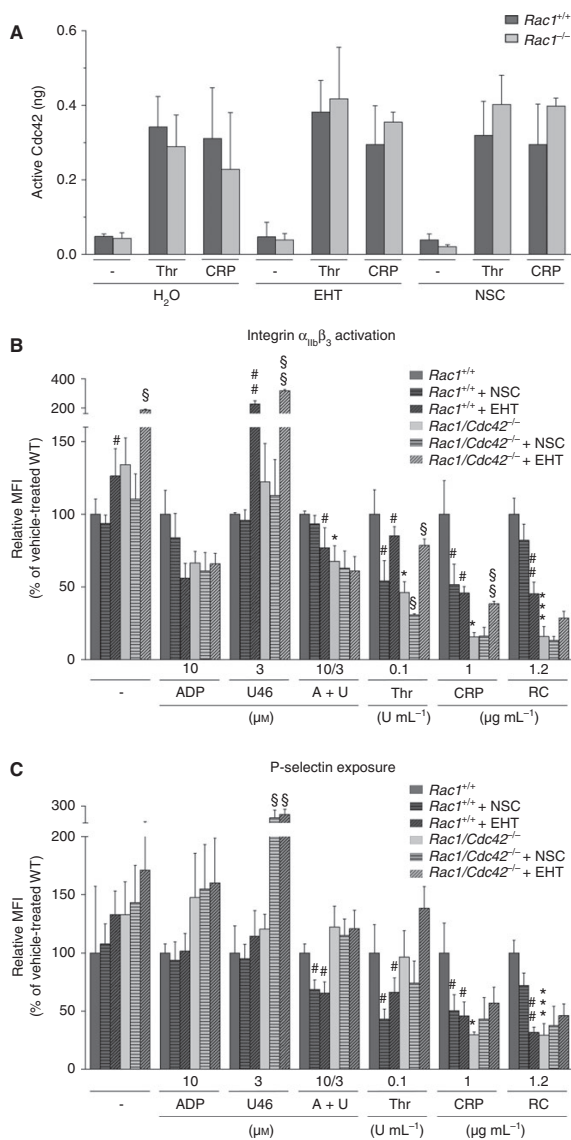 A
Rac1+/+
Rac1−/−
Active Cdc42 (ng)
0.6
0.4
0.2
0.0
- Thr CRP - Thr CRP - Thr CRP
H2O EHT NSC
B
Integrin αIIbβ3 activation
Rac1+/+
Rac1+/+ + NSC
Rac1+/+ + EHT
Rac1/Cdc42−/−
Rac1/Cdc42−/− + NSC
Rac1/Cdc42−/− + EHT
Relative MFI
(% of vehicle-treated WT)
400
200
150
100
50
0
# § # # § § * # # * § § # # * § § # # * * *
10 3 10/3 0.1 1 1.2
- ADP U46 A + U Thr CRP RC
(μM) (U mL−1) (μg mL−1)
C
P-selectin exposure
Rac1+/+
Rac1+/+ + NSC
Rac1+/+ + EHT
Rac1/Cdc42−/−
Rac1/Cdc42−/− + NSC
Rac1/Cdc42−/− + EHT
Relative MFI
(% of vehicle-treated WT)
300
200
150
100
50
0
§ § # # # # # # * # # * * *
10 3 10/3 0.1 1 1.2
- ADP U46 A + U Thr CRP RC
(μM) (U mL−1) (μg mL−1)